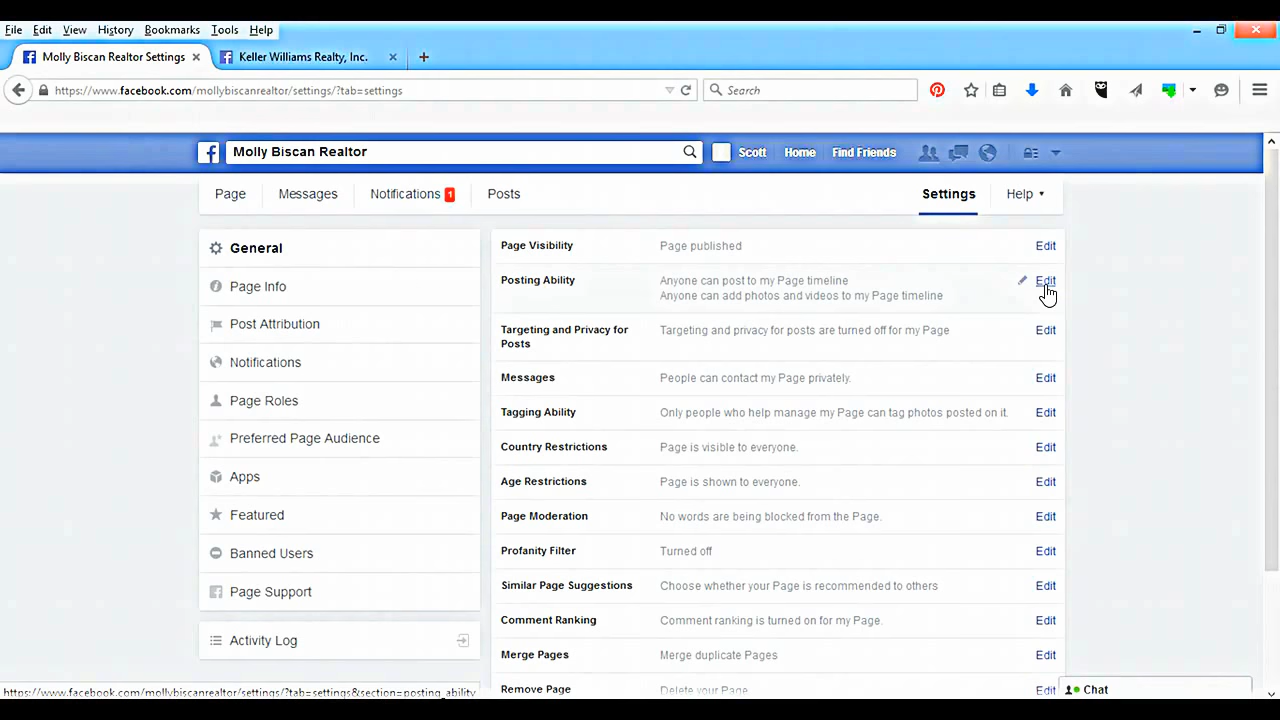 File Edit View History Bookmarks Tools Help
Molly Biscan Realtor Settings
Keller Williams Realty, Inc.
https://www.facebook.com/mollybiscanrealtor/settings/?tab=settings
Search
Molly Biscan Realtor
Scott Home Find Friends
Page Messages Notifications 1 Posts Settings Help
General
Page Info
Post Attribution
Notifications
Page Roles
Preferred Page Audience
Apps
Featured
Banned Users
Page Support
Activity Log
Page Visibility Page published Edit
Posting Ability Anyone can post to my Page timeline Edit
Anyone can add photos and videos to my Page timeline
Targeting and Privacy for Targeting and privacy for posts are turned off for my Page Edit
Posts
Messages People can contact my Page privately. Edit
Tagging Ability Only people who help manage my Page can tag photos posted on it. Edit
Country Restrictions Page is visible to everyone. Edit
Age Restrictions Page is shown to everyone. Edit
Page Moderation No words are being blocked from the Page. Edit
Profanity Filter Turned off Edit
Similar Page Suggestions Choose whether your Page is recommended to others Edit
Comment Ranking Comment ranking is turned on for my Page. Edit
Merge Pages Merge duplicate Pages Edit
Remove Page Delete your Page Edit
Chat
https://www.facebook.com/mollybiscanrealtor/settings/?tab=settings&section=posting_ability